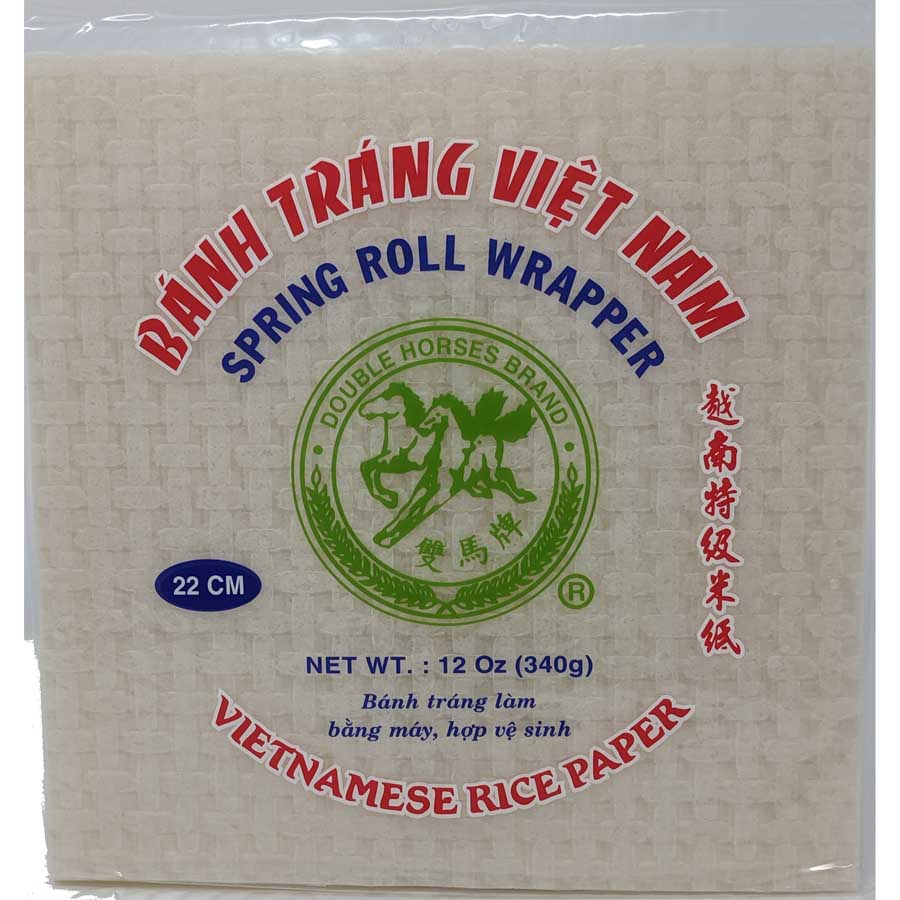 BÁNH TRÁNG VIỆT NAM
SPRING ROLL WRAPPER
· DOUBLE HORSES BRAND ·
雙馬牌
®
越南特级米纸
22 CM
NET WT. : 12 Oz (340g)
Bánh tráng làm
bằng máy, hợp vệ sinh
VIETNAMESE RICE PAPER